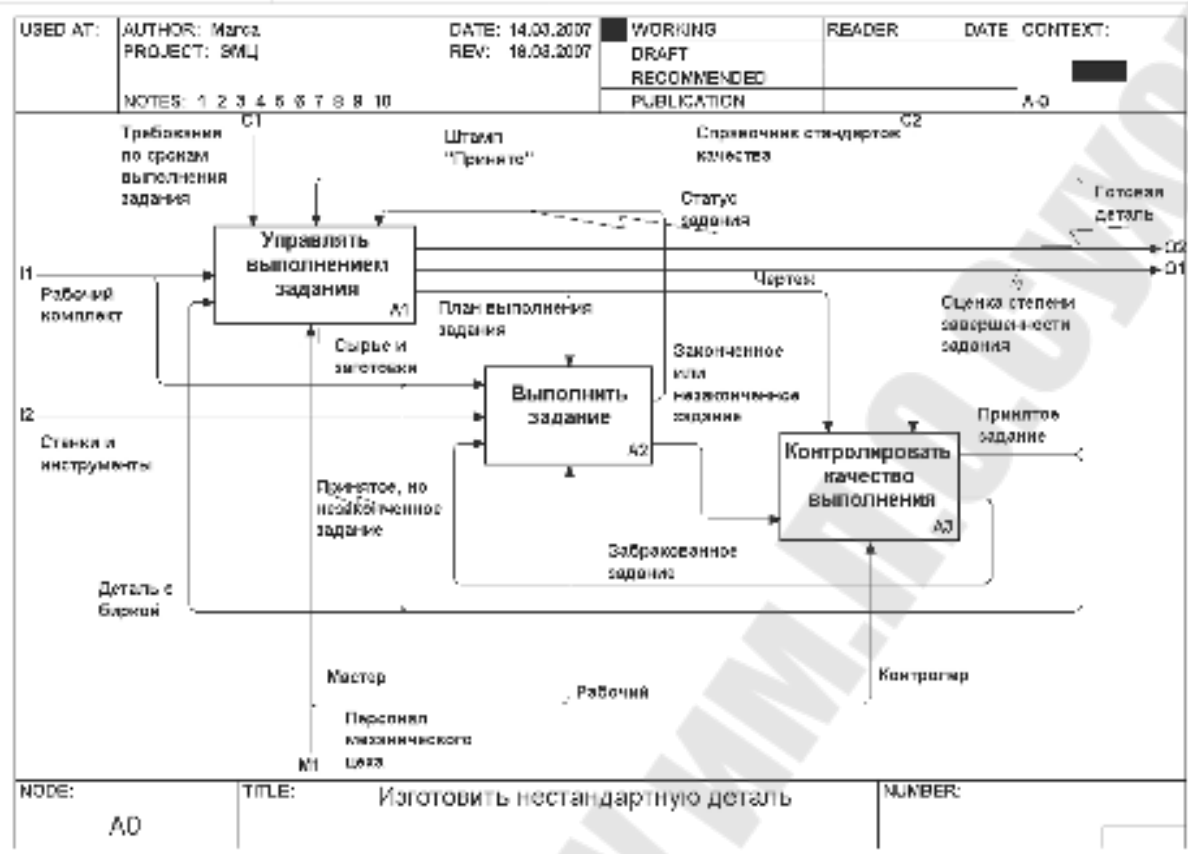 USED AT:
AUTHOR: Marca
PROJECT: ЭМЦ
DATE: 14.03.2007
REV: 18.03.2007
NOTES: 1 2 3 4 5 6 7 8 9 10
WORKING
DRAFT
RECOMMENDED
PUBLICATION
READER
DATE
CONTEXT:
A-0
C1
C2
Требования
по срокам
выполнения
задания
Штамп
"Принято"
Справочник стандартов
качества
Статус
задания
Готовая
деталь
O2
O1
Управлять
выполнением
задания
A1
I1
Рабочий
комплект
Чертеж
План выполнения
задания
Оценка степени
завершенности
задания
Сырье и
заготовки
Законченное
или
незаконченное
задание
Выполнить
задание
A2
I2
Станки и
инструменты
Принятое
задание
Контролировать
качество
выполнения
A3
Принятое, но
незаконченное
задание
Забракованное
задание
Деталь с
биркой
Мастер
Рабочий
Контролер
Персонал
механического
цеха
M1
NODE:
A0
TITLE:
Изготовить нестандартную деталь
NUMBER: